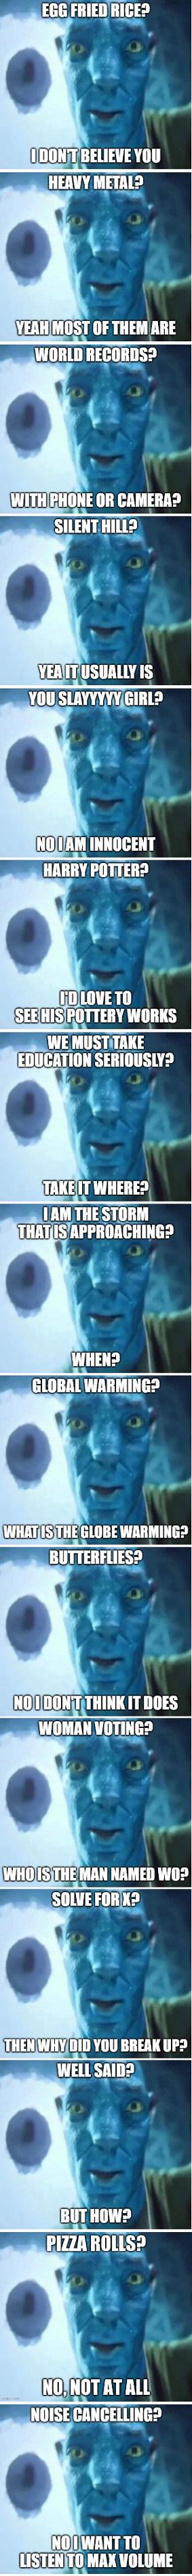 EGG FRIED RICE?
I DON'T BELIEVE YOU
HEAVY METAL?
YEAH MOST OF THEM ARE
WORLD RECORDS?
WITH PHONE OR CAMERA?
SILENT HILL?
YEA IT USUALLY IS
YOU SLAYYYYY GIRL?
NO I AM INNOCENT
HARRY POTTER?
I'D LOVE TO
SEE HIS POTTERY WORKS
WE MUST TAKE
EDUCATION SERIOUSLY?
TAKE IT WHERE?
I AM THE STORM
THAT IS APPROACHING?
WHEN?
GLOBAL WARMING?
WHAT IS THE GLOBE WARMING?
BUTTERFLIES?
NO I DON'T THINK IT DOES
WOMAN VOTING?
WHO IS THE MAN NAMED WO?
SOLVE FOR X?
THEN WHY DID YOU BREAK UP?
WELL SAID?
BUT HOW?
PIZZA ROLLS?
NO, NOT AT ALL
NOISE CANCELLING?
NO I WANT TO
LISTEN TO MAX VOLUME